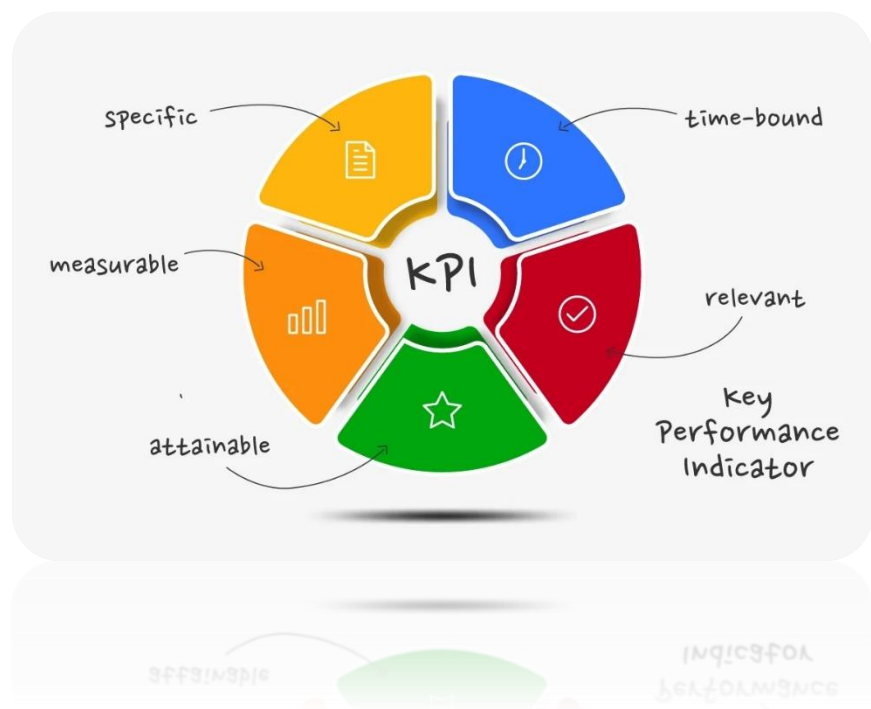 specific
time-bound
measurable
KPI
relevant
attainable
Key
Performance
Indicator